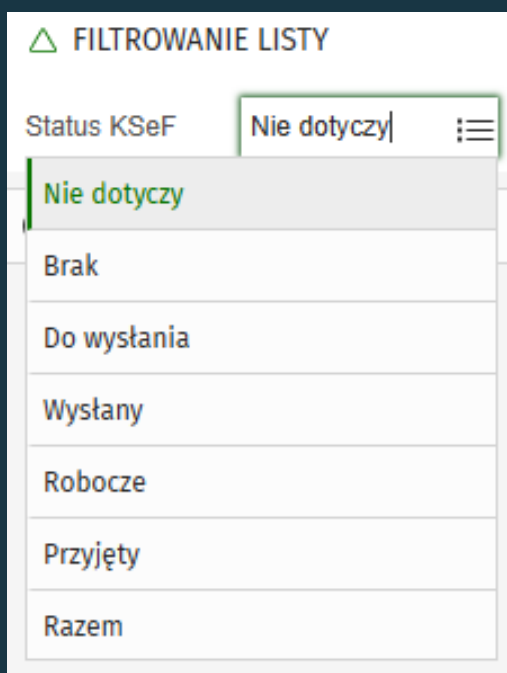 FILTROWANIE LISTY
Status KSeF Nie dotyczy
Nie dotyczy
Brak
Do wysłania
Wysłany
Robocze
Przyjęty
Razem